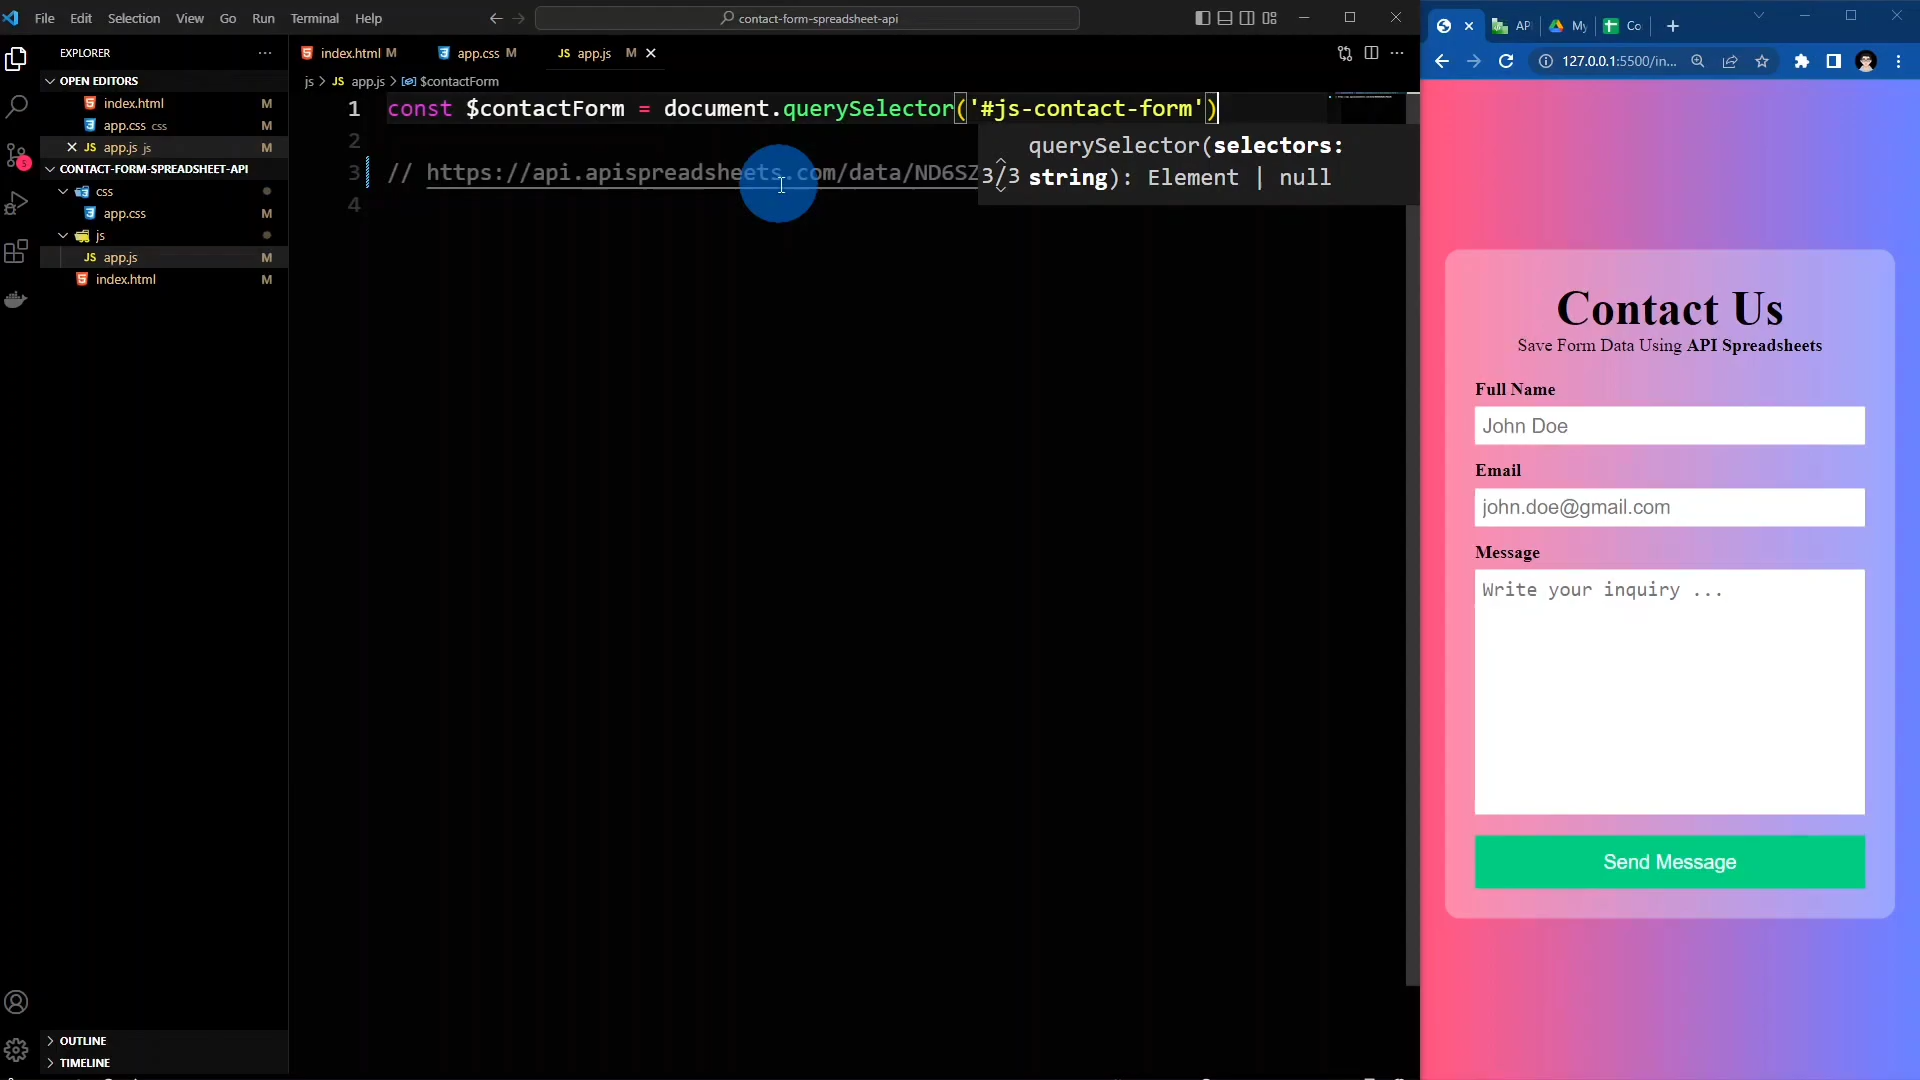 File Edit Selection View Go Run Terminal Help
contact-form-spreadsheet-api
EXPLORER
OPEN EDITORS
index.html M
app.css css M
app.js js M
CONTACT-FORM-SPREADSHEET-API
css
app.css M
js
app.js M
index.html M
OUTLINE
TIMELINE
5
index.html M
app.css M
JS app.js M
js > JS app.js > $contactForm
1 const $contactForm = document.querySelector('#js-contact-form')
2
3 // https://api.apispreadsheets.com/data/ND6SZ
4
3/3
querySelector(selectors:
string): Element | null
API
My
Co
127.0.0.1:5500/in...
Contact Us
Save Form Data Using API Spreadsheets
Full Name
John Doe
Email
john.doe@gmail.com
Message
Write your inquiry ...
Send Message